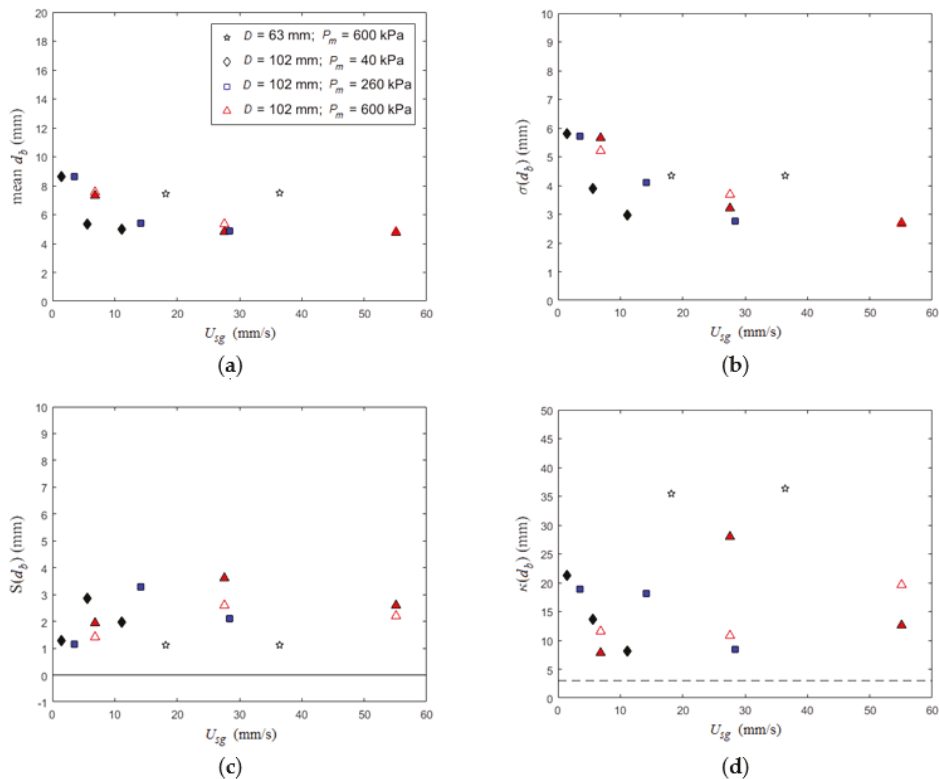 20
18
16
14
12
10
8
6
4
2
0
mean d_b (mm)
D = 63 mm; P_m = 600 kPa
D = 102 mm; P_m = 40 kPa
D = 102 mm; P_m = 260 kPa
D = 102 mm; P_m = 600 kPa
0 10 20 30 40 50 60
U_sg (mm/s)
(a)
10
9
8
7
6
5
4
3
2
1
0
σ(d_b) (mm)
0 10 20 30 40 50 60
U_sg (mm/s)
(b)
10
9
8
7
6
5
4
3
2
1
0
-1
S(d_b) (mm)
0 10 20 30 40 50 60
U_sg (mm/s)
(c)
50
45
40
35
30
25
20
15
10
5
0
κ(d_b) (mm)
0 10 20 30 40 50 60
U_sg (mm/s)
(d)